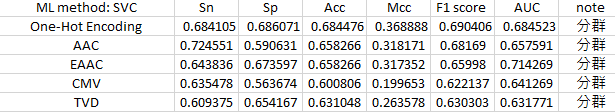 ML method: SVC Sn Sp Acc Mcc F1 score AUC note
One-Hot Encoding 0.684105 0.686071 0.684476 0.368888 0.690406 0.684523 分群
AAC 0.724551 0.590631 0.658266 0.318171 0.68169 0.657591 分群
EAAC 0.643836 0.673597 0.658266 0.317352 0.65998 0.714269 分群
CMV 0.635478 0.563674 0.600806 0.199653 0.622137 0.641269 分群
TVD 0.609375 0.654167 0.631048 0.263578 0.630303 0.631771 分群